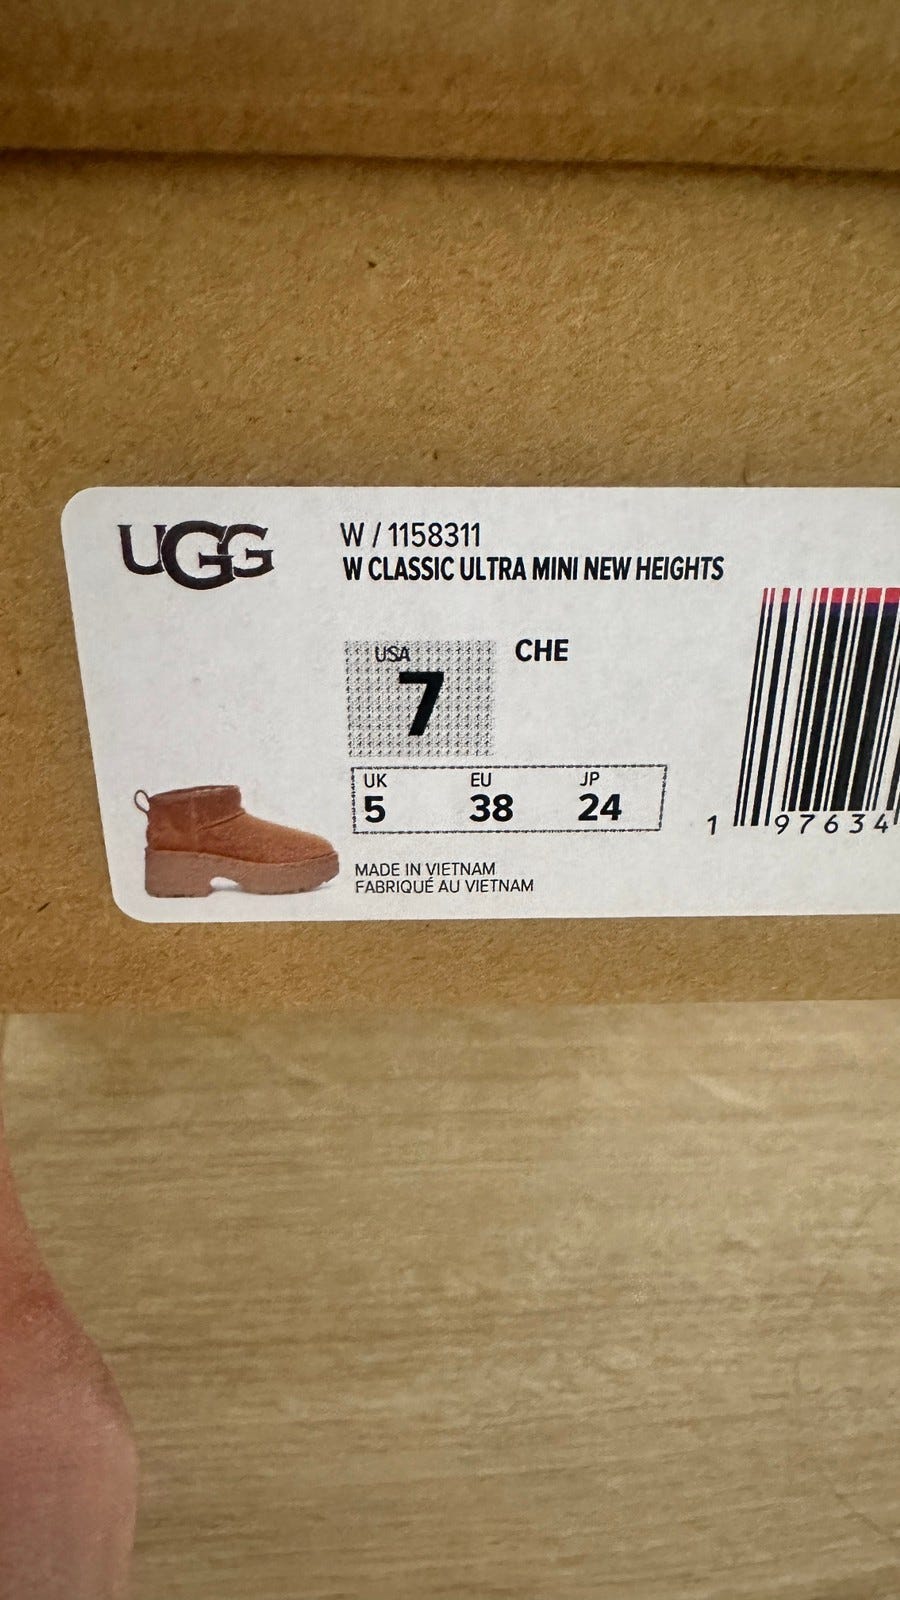 UGG
W / 1158311
W CLASSIC ULTRA MINI NEW HEIGHTS
USA
7
CHE
UK EU JP
5 38 24
1 97634
MADE IN VIETNAM
FABRIQUÉ AU VIETNAM